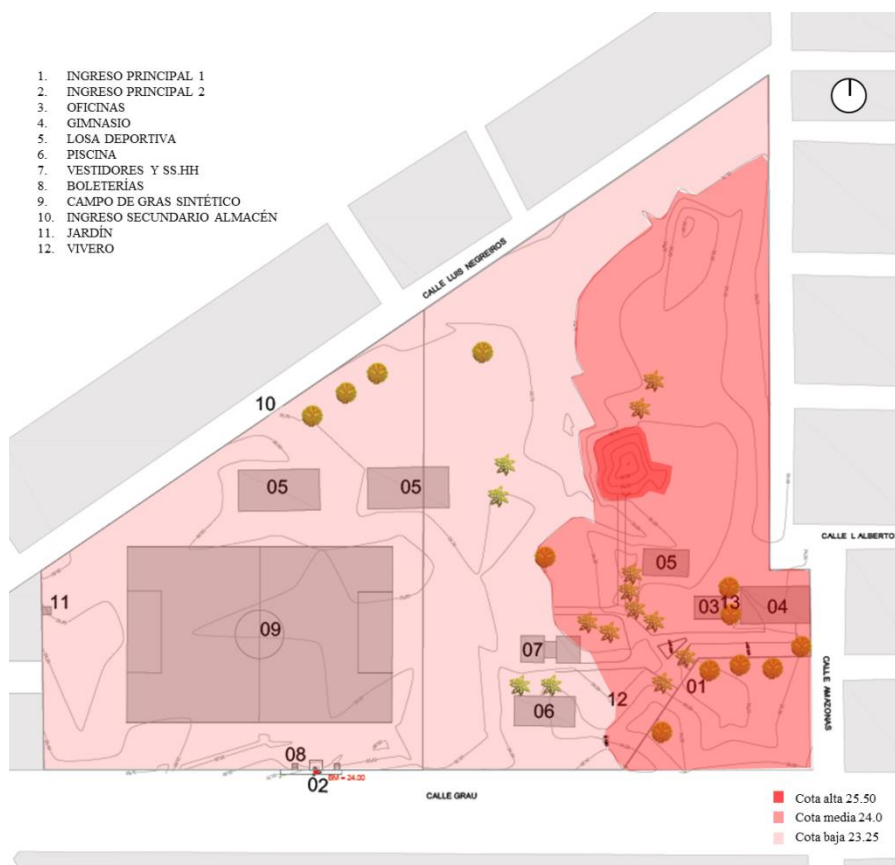 1. INGRESO PRINCIPAL 1
2. INGRESO PRINCIPAL 2
3. OFICINAS
4. GIMNASIO
5. LOSA DEPORTIVA
6. PISCINA
7. VESTIDORES Y SS.HH
8. BOLETERÍAS
9. CAMPO DE GRAS SINTÉTICO
10. INGRESO SECUNDARIO ALMACÉN
11. JARDÍN
12. VIVERO
CALLE LUIS NEGREIROS
10
05
05
CALLE L ALBERTO
05
11
03
13
04
09
07
CALLE AMAZONAS
01
12
06
08
BM = 24.00
02
CALLE GRAU
Cota alta 25.50
Cota media 24.0
Cota baja 23.25